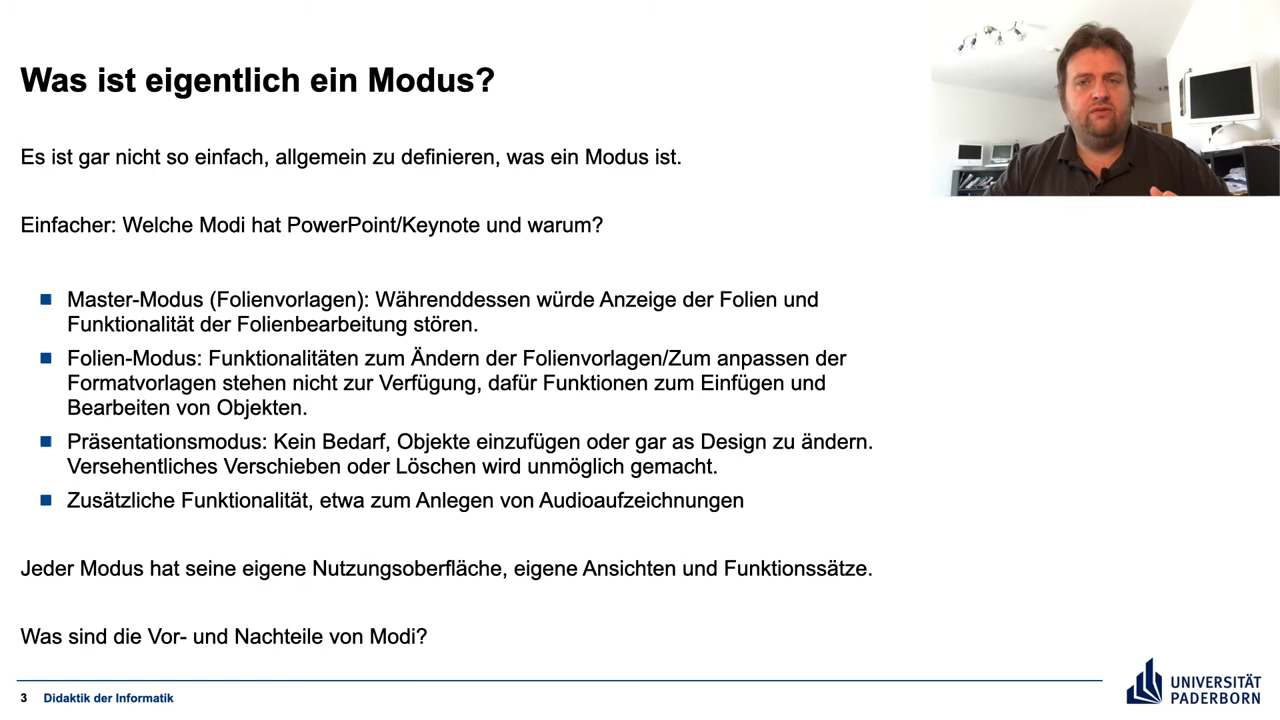 Was ist eigentlich ein Modus?
Es ist gar nicht so einfach, allgemein zu definieren, was ein Modus ist.
Einfacher: Welche Modi hat PowerPoint/Keynote und warum?
Master-Modus (Folienvorlagen): Währenddessen würde Anzeige der Folien und
Funktionalität der Folienbearbeitung stören.
Folien-Modus: Funktionalitäten zum Ändern der Folienvorlagen/Zum anpassen der
Formatvorlagen stehen nicht zur Verfügung, dafür Funktionen zum Einfügen und
Bearbeiten von Objekten.
Präsentationsmodus: Kein Bedarf, Objekte einzufügen oder gar as Design zu ändern.
Versehentliches Verschieben oder Löschen wird unmöglich gemacht.
Zusätzliche Funktionalität, etwa zum Anlegen von Audioaufzeichnungen
Jeder Modus hat seine eigene Nutzungsoberfläche, eigene Ansichten und Funktionssätze.
Was sind die Vor- und Nachteile von Modi?
3 Didaktik der Informatik
UNIVERSITÄT
PADERBORN